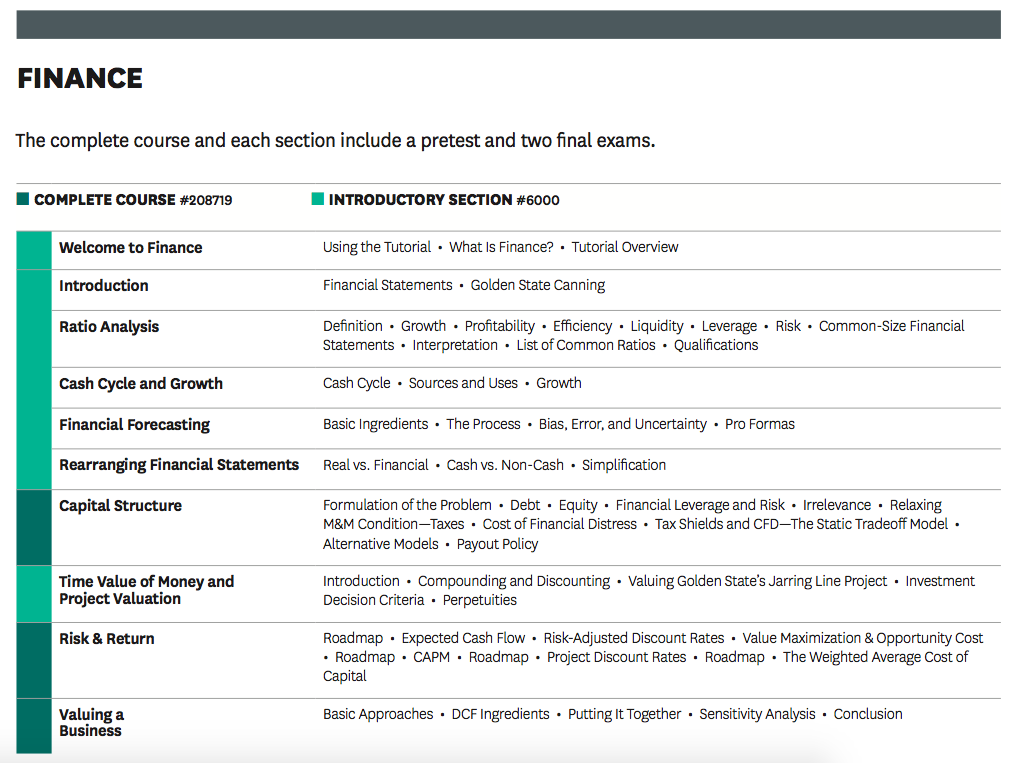 FINANCE
The complete course and each section include a pretest and two final exams.
COMPLETE COURSE #208719
INTRODUCTORY SECTION #6000
Welcome to Finance
Using the Tutorial • What Is Finance? • Tutorial Overview
Introduction
Financial Statements • Golden State Canning
Ratio Analysis
Definition • Growth • Profitability • Efficiency • Liquidity • Leverage • Risk • Common-Size Financial
Statements • Interpretation • List of Common Ratios • Qualifications
Cash Cycle and Growth
Cash Cycle • Sources and Uses • Growth
Financial Forecasting
Basic Ingredients • The Process • Bias, Error, and Uncertainty • Pro Formas
Rearranging Financial Statements
Real vs. Financial • Cash vs. Non-Cash • Simplification
Capital Structure
Formulation of the Problem • Debt • Equity • Financial Leverage and Risk • Irrelevance • Relaxing
M&M Condition—Taxes • Cost of Financial Distress • Tax Shields and CFD—The Static Tradeoff Model •
Alternative Models • Payout Policy
Time Value of Money and
Project Valuation
Introduction • Compounding and Discounting • Valuing Golden State's Jarring Line Project • Investment
Decision Criteria • Perpetuities
Risk & Return
Roadmap • Expected Cash Flow • Risk-Adjusted Discount Rates • Value Maximization & Opportunity Cost
• Roadmap • CAPM • Roadmap • Project Discount Rates • Roadmap • The Weighted Average Cost of
Capital
Valuing a
Business
Basic Approaches • DCF Ingredients • Putting It Together • Sensitivity Analysis • Conclusion